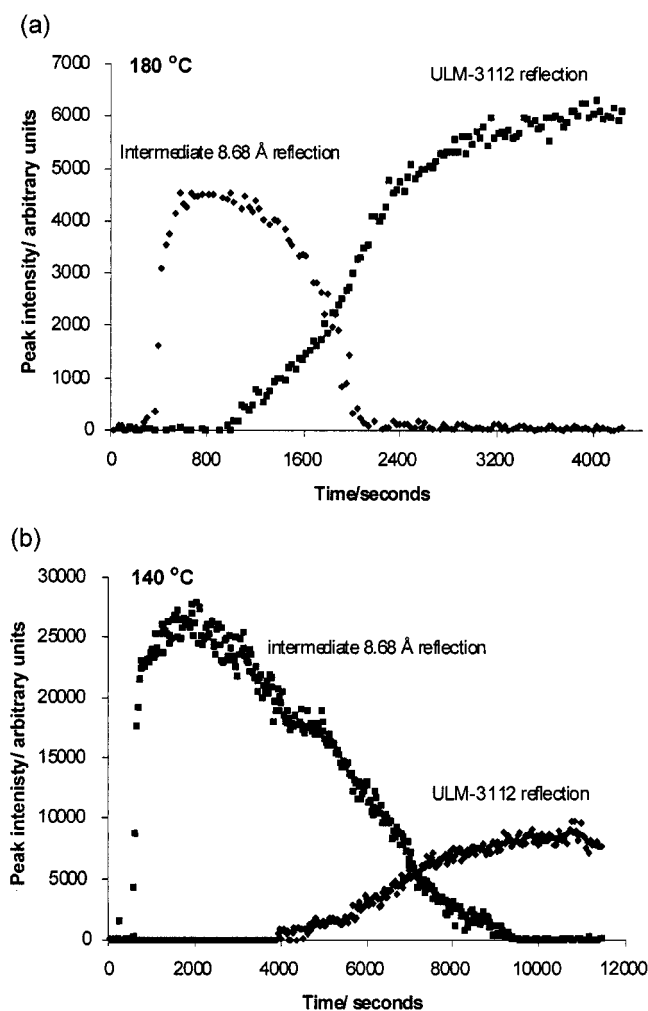 (a)
180 °C
ULM-3112 reflection
Intermediate 8.68 Å reflection
Peak intensity/ arbitrary units
7000
6000
5000
4000
3000
2000
1000
0
0 800 1600 2400 3200 4000
Time/seconds
(b)
140 °C
intermediate 8.68 Å reflection
ULM-3112 reflection
Peak intenisty/ arbitrary units
30000
25000
20000
15000
10000
5000
0
0 2000 4000 6000 8000 10000 12000
Time/ seconds